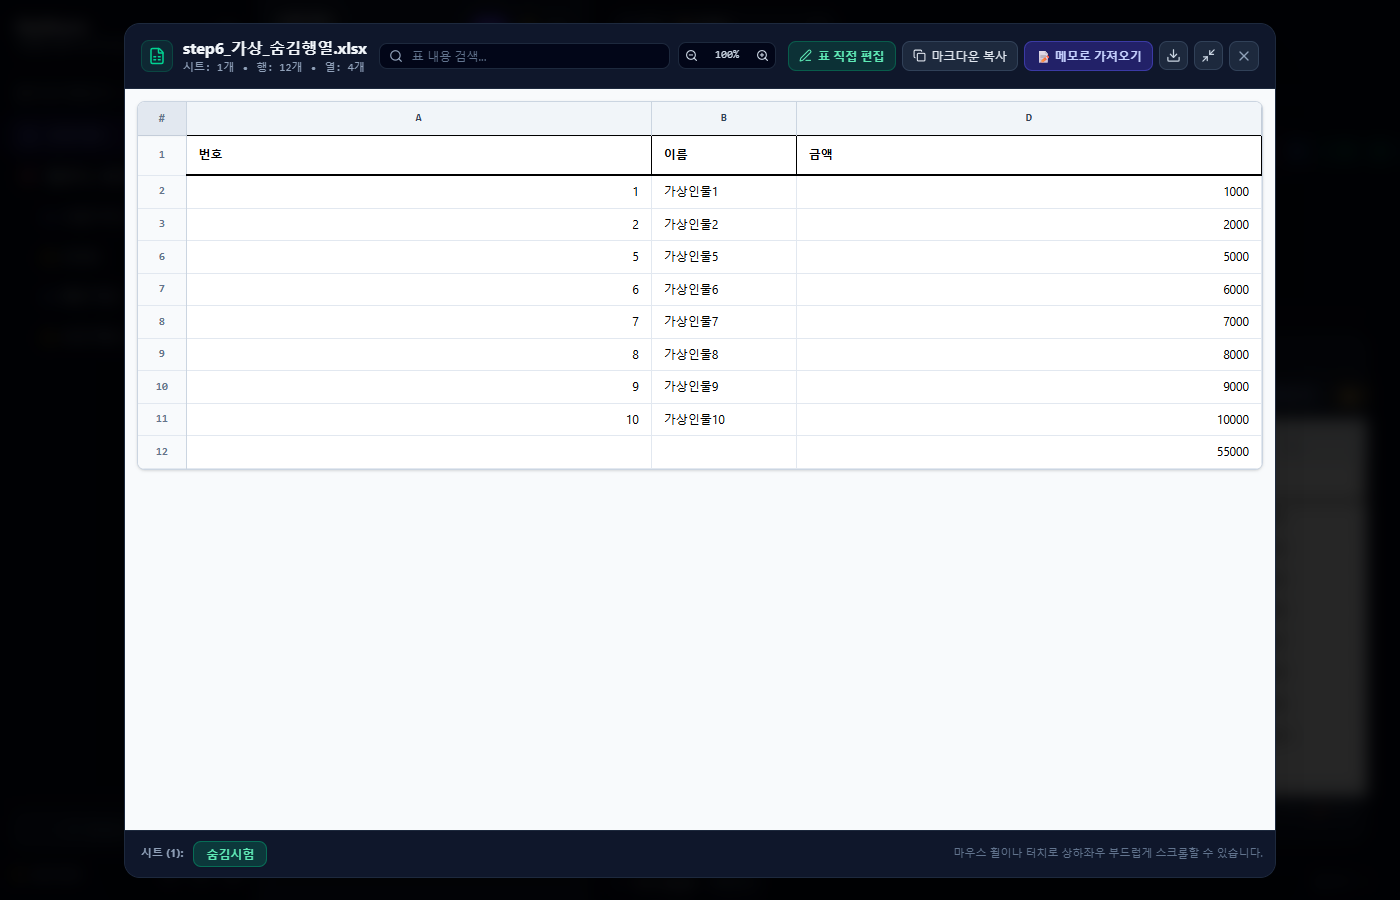 step6_가상_숨김행열.xlsx
시트: 1개 • 행: 12개 • 열: 4개
표 내용 검색...
100%
표 직접 편집
마크다운 복사
메모로 가져오기
# A B D
1 번호 이름 금액
2 1 가상인물1 1000
3 2 가상인물2 2000
6 5 가상인물5 5000
7 6 가상인물6 6000
8 7 가상인물7 7000
9 8 가상인물8 8000
10 9 가상인물9 9000
11 10 가상인물10 10000
12 55000
시트 (1): 숨김시험
마우스 휠이나 터치로 상하좌우 부드럽게 스크롤할 수 있습니다.